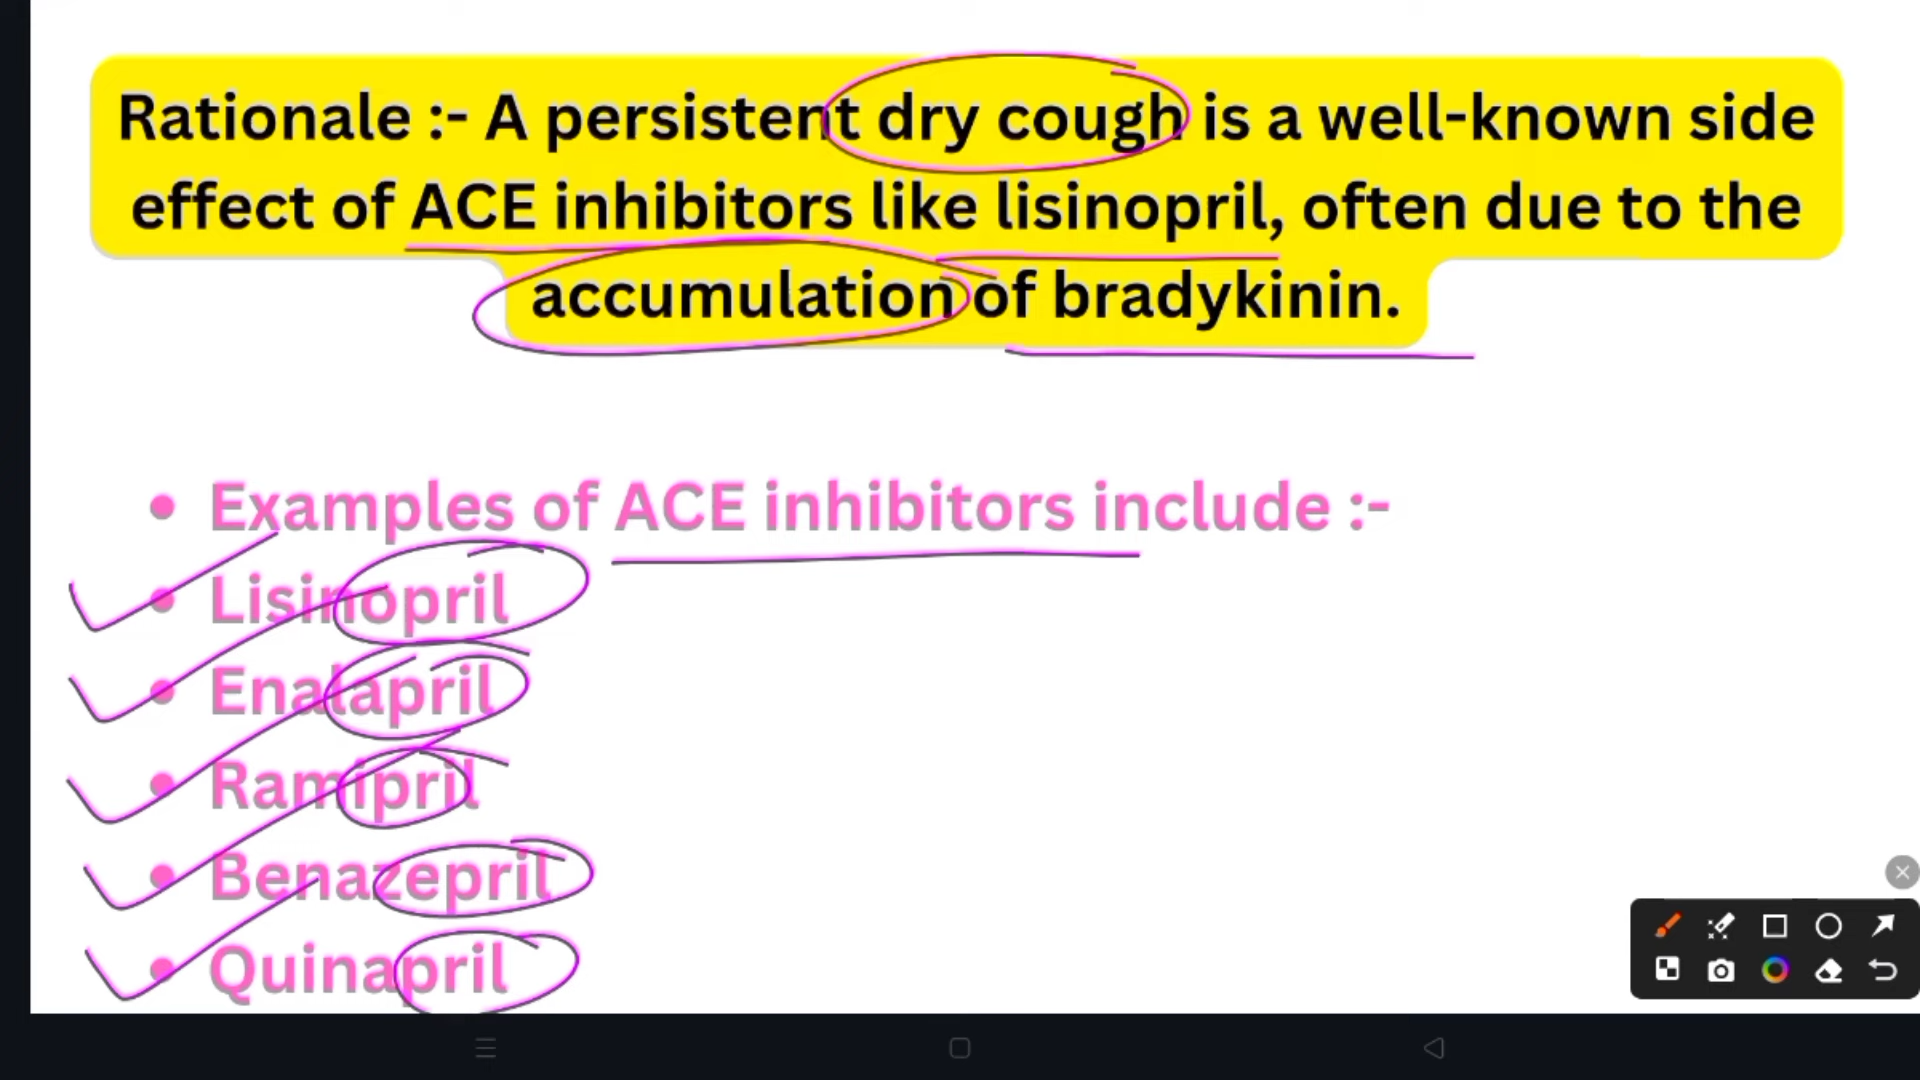 Rationale :- A persistent dry cough is a well-known side
effect of ACE inhibitors like lisinopril, often due to the
accumulation of bradykinin.
• Examples of ACE inhibitors include :-
• Lisinopril
• Enalapril
• Ramipril
• Benazepril
• Quinapril